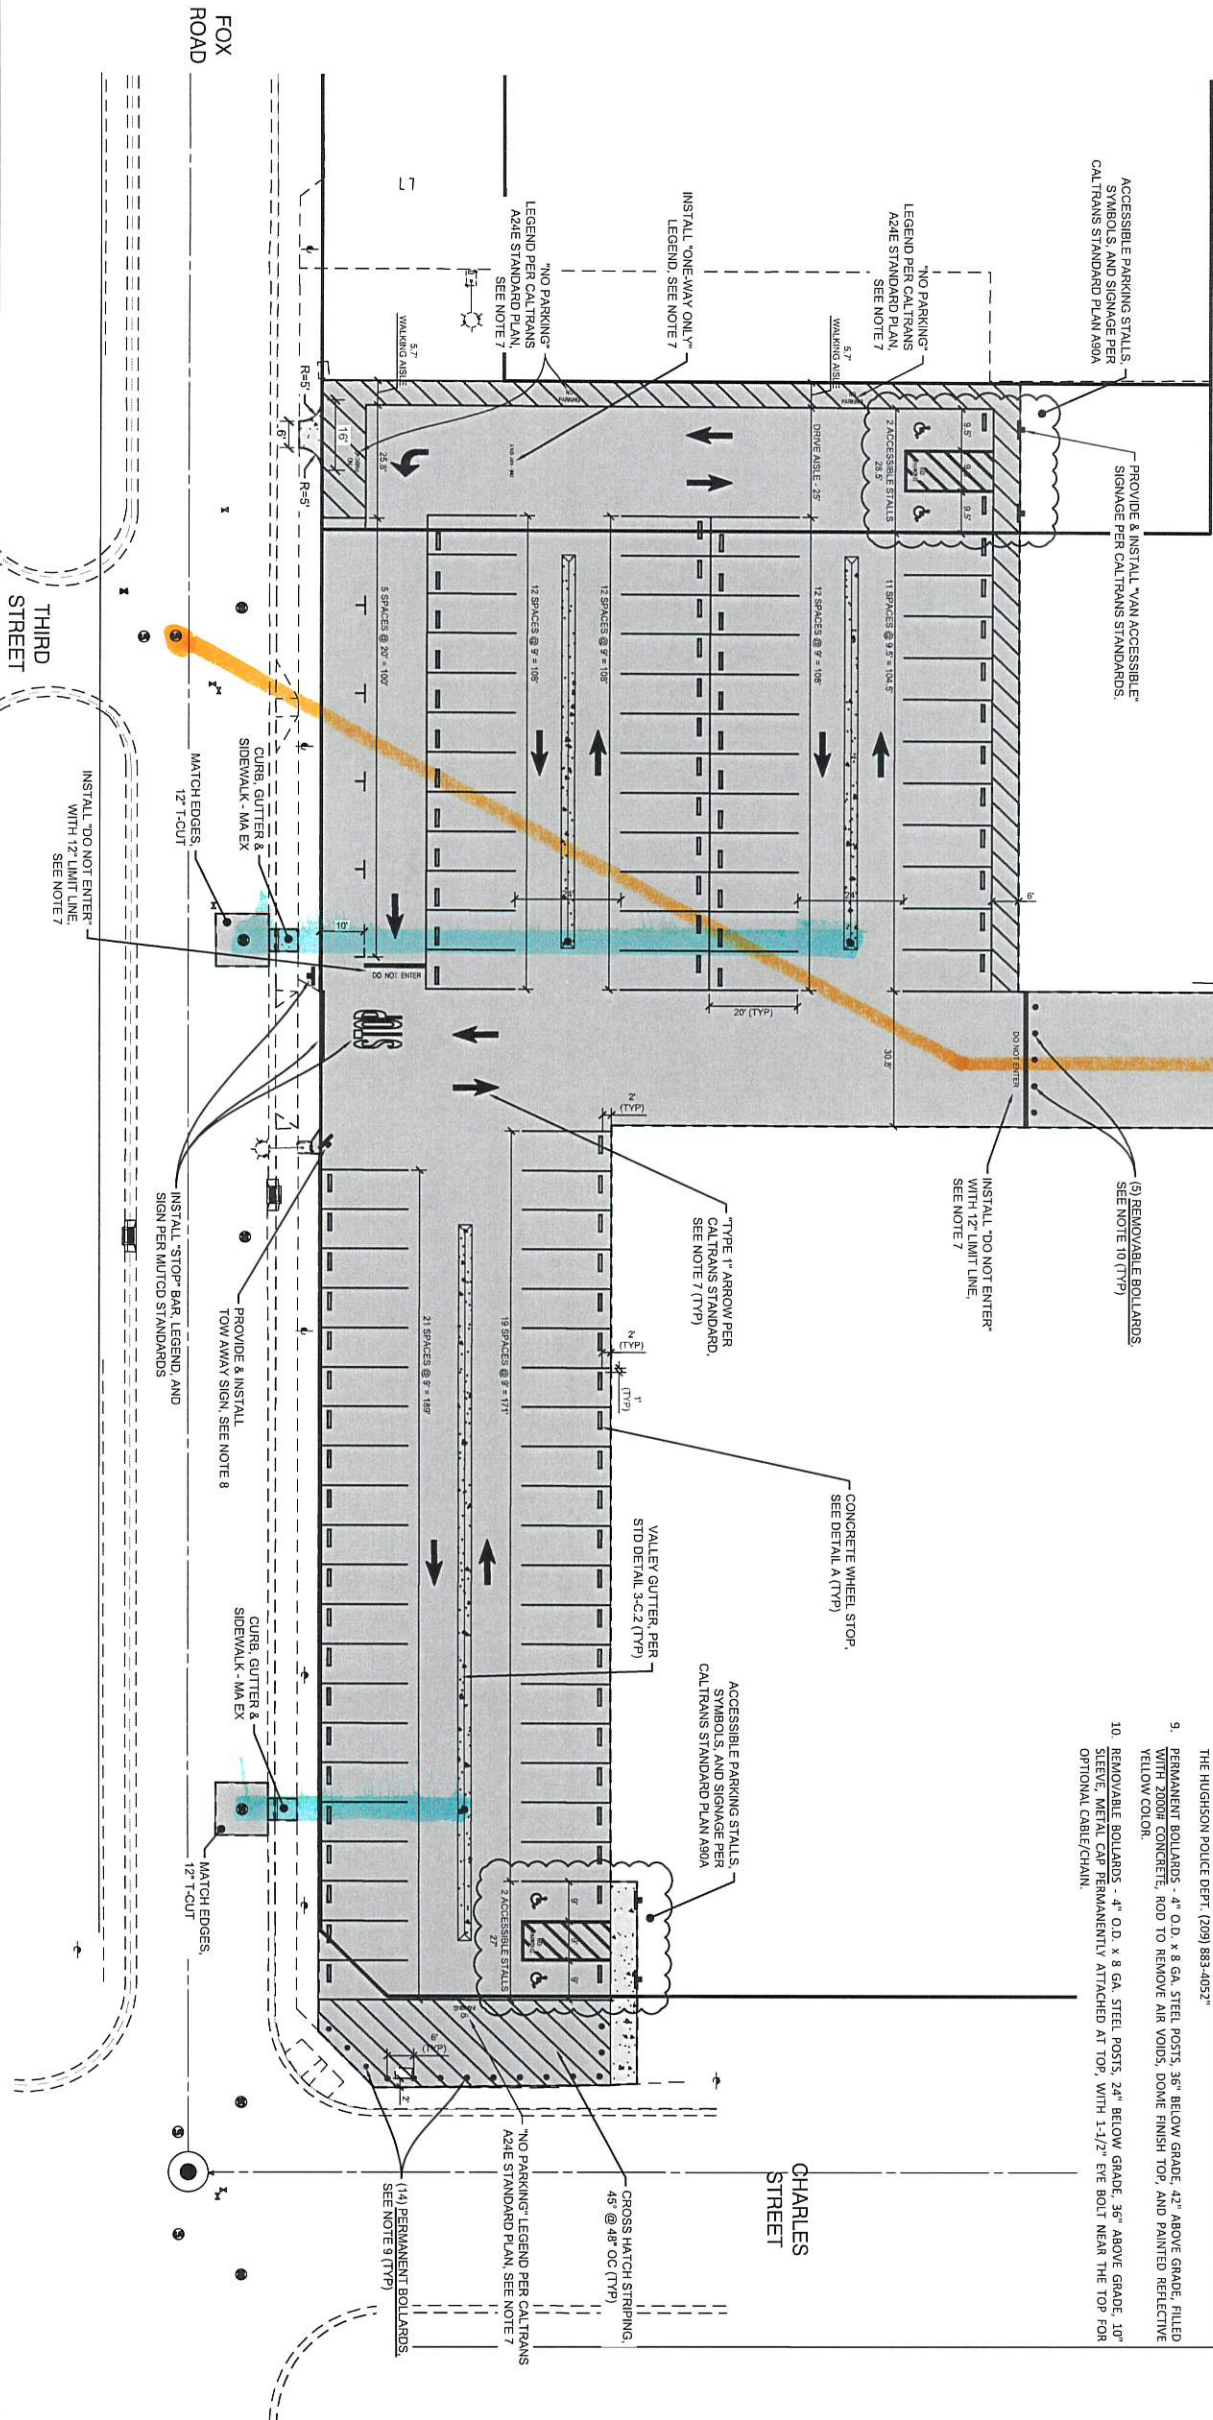 THE HUGHSON POLICE DEPT. (209) 883-4052"
9. PERMANENT BOLLARDS - 4" O.D. x 8 GA. STEEL POSTS, 36" BELOW GRADE, 42" ABOVE GRADE, FILLED
WITH 2000# CONCRETE, ROD TO REMOVE AIR VOIDS, DOME FINISH TOP, AND PAINTED REFLECTIVE
YELLOW COLOR.
10. REMOVABLE BOLLARDS - 4" O.D. x 8 GA. STEEL POSTS, 24" BELOW GRADE, 36" ABOVE GRADE, 10"
SLEEVE, METAL CAP PERMANENTLY ATTACHED AT TOP, WITH 1-1/2" EYE BOLT NEAR THE TOP FOR
OPTIONAL CABLE/CHAIN.
ACCESSIBLE PARKING STALLS,
SYMBOLS, AND SIGNAGE PER
CALTRANS STANDARD PLAN A90A
PROVIDE & INSTALL "VAN ACCESSIBLE"
SIGNAGE PER CALTRANS STANDARDS.
(5) REMOVABLE BOLLARDS,
SEE NOTE 10 (TYP)
6'
DO NOT ENTER
INSTALL "DO NOT ENTER"
WITH 12" LIMIT LINE,
SEE NOTE 7
"NO PARKING"
LEGEND PER CALTRANS
A24E STANDARD PLAN,
SEE NOTE 7
9.5'
9.5'
2 ACCESSIBLE STALLS
28.5'
11 SPACES @ 9.5' = 104.5'
30.8'
5.7'
WALKING AISLE
DRIVE AISLE - 25'
12 SPACES @ 9' = 108'
CONCRETE WHEEL STOP,
SEE DETAIL A (TYP)
CHARLES
STREET
20' (TYP)
"TYPE 1" ARROW PER
CALTRANS STANDARD,
SEE NOTE 7 (TYP)
ACCESSIBLE PARKING STALLS,
SYMBOLS, AND SIGNAGE PER
CALTRANS STANDARD PLAN A90A
INSTALL "ONE-WAY ONLY"
LEGEND, SEE NOTE 7
12 SPACES @ 9' = 108'
2'
(TYP)
2'
(TYP)
1'
(TYP)
VALLEY GUTTER, PER
STD DETAIL 3-C.2 (TYP)
CROSS HATCH STRIPING,
45° @ 48" OC (TYP)
"NO PARKING"
LEGEND PER CALTRANS
A24E STANDARD PLAN,
SEE NOTE 7
12 SPACES @ 9' = 108'
19 SPACES @ 9' = 171'
9'
9'
9'
2 ACCESSIBLE STALLS
27'
"NO PARKING" LEGEND PER CALTRANS
A24E STANDARD PLAN, SEE NOTE 7
5.7'
WALKING AISLE
25.8'
5 SPACES @ 20' = 100'
DO NOT ENTER
21 SPACES @ 9' = 189'
6'
(TYP)
2'
(14) PERMANENT BOLLARDS,
SEE NOTE 9 (TYP)
STOP
16'
10'
R=5'
6'
R=5'
CURB, GUTTER &
SIDEWALK - MA EX
CURB, GUTTER &
SIDEWALK - MA EX
PROVIDE & INSTALL
TOW AWAY SIGN, SEE NOTE 8
FOX
ROAD
MATCH EDGES,
12" T-CUT
MATCH EDGES,
12" T-CUT
INSTALL "STOP" BAR, LEGEND, AND
SIGN PER MUTCD STANDARDS
INSTALL "DO NOT ENTER"
WITH 12" LIMIT LINE,
SEE NOTE 7
THIRD
STREET